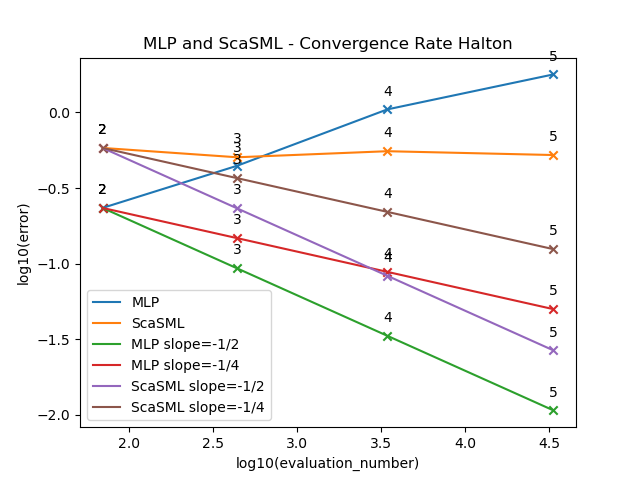 MLP and ScaSML - Convergence Rate Halton
log10(error)
0.0
−0.5
−1.0
−1.5
−2.0
2
2
3
3
3
3
3
3
4
4
4
4
4
4
5
5
5
5
5
5
MLP
ScaSML
MLP slope=-1/2
MLP slope=-1/4
ScaSML slope=-1/2
ScaSML slope=-1/4
2.0 2.5 3.0 3.5 4.0 4.5
log10(evaluation_number)